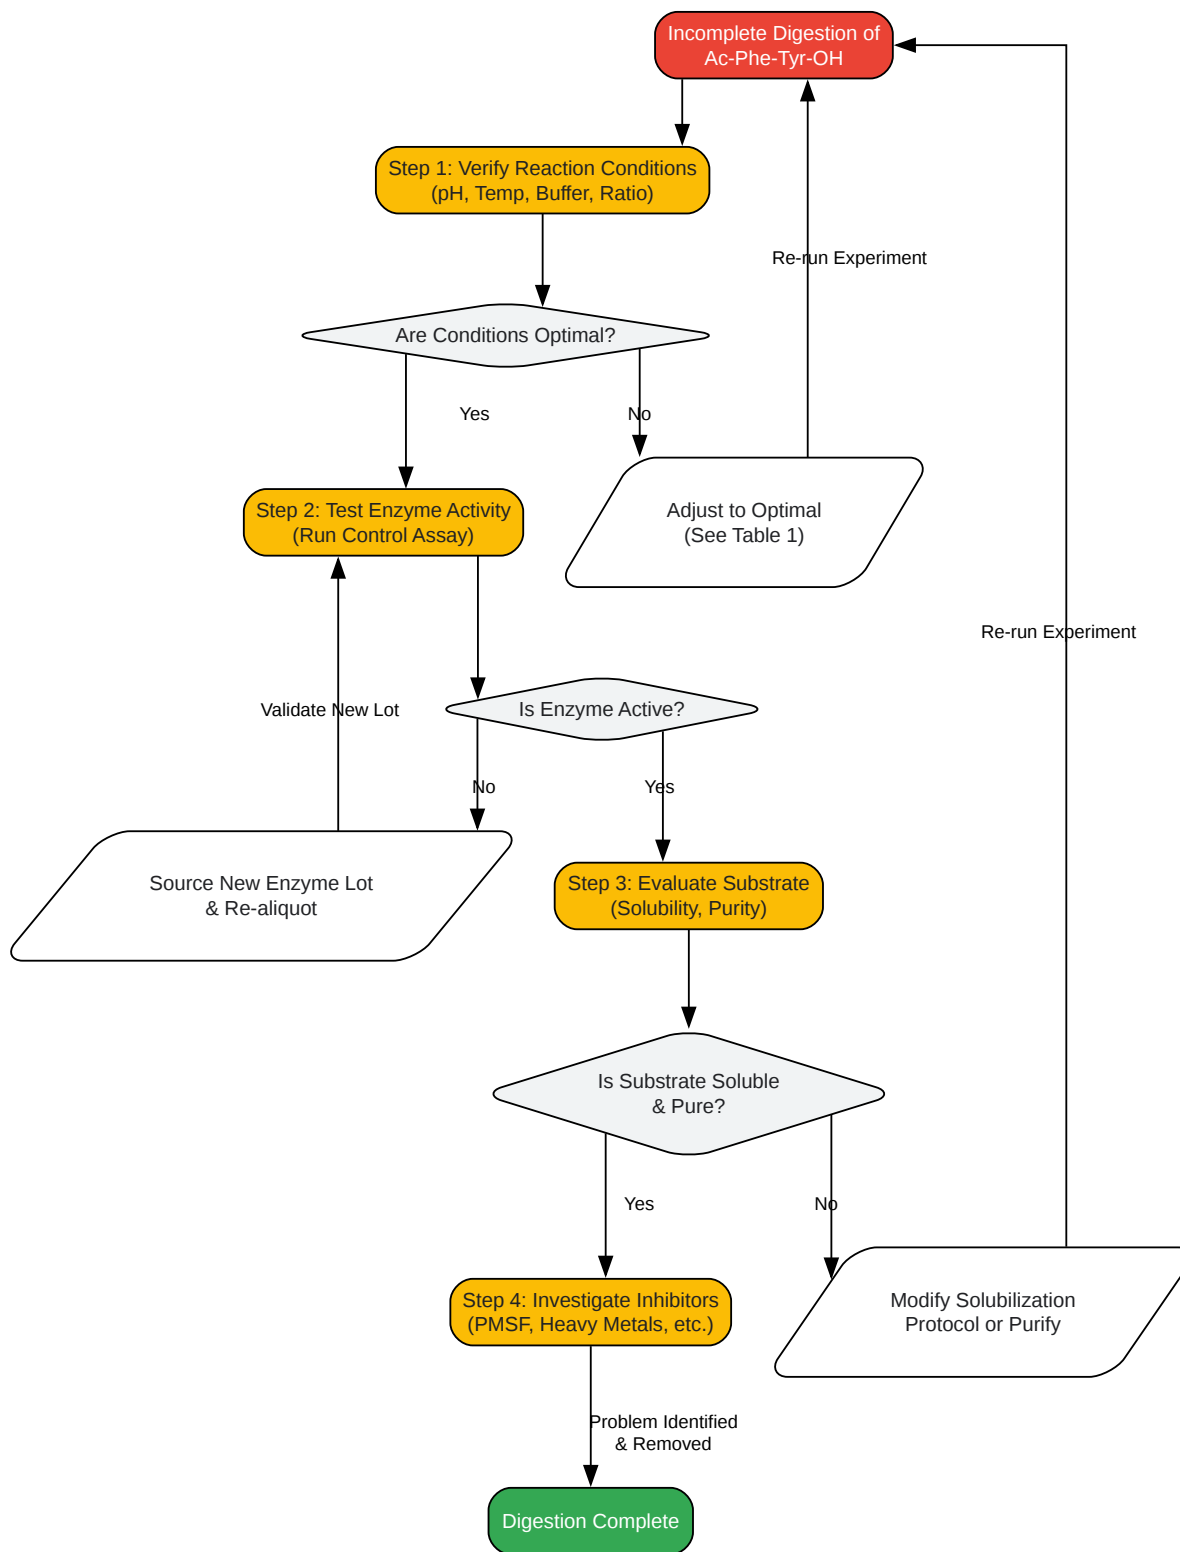 Incomplete Digestion of
Ac-Phe-Tyr-OH
Step 1: Verify Reaction Conditions
(pH, Temp, Buffer, Ratio)
Re-run Experiment
Are Conditions Optimal?
Yes
No
Step 2: Test Enzyme Activity
(Run Control Assay)
Adjust to Optimal
(See Table 1)
Re-run Experiment
Validate New Lot
Is Enzyme Active?
No
Yes
Source New Enzyme Lot
& Re-aliquot
Step 3: Evaluate Substrate
(Solubility, Purity)
Is Substrate Soluble
& Pure?
Yes
No
Step 4: Investigate Inhibitors
(PMSF, Heavy Metals, etc.)
Modify Solubilization
Protocol or Purify
Problem Identified
& Removed
Digestion Complete